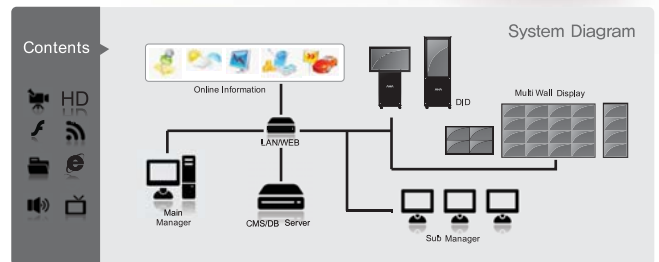 System Diagram
Contents
HD
Online Information
DID
Multi Wall Display
LAN/WEB
Main
Manager
CMS/DB Server
Sub Manager